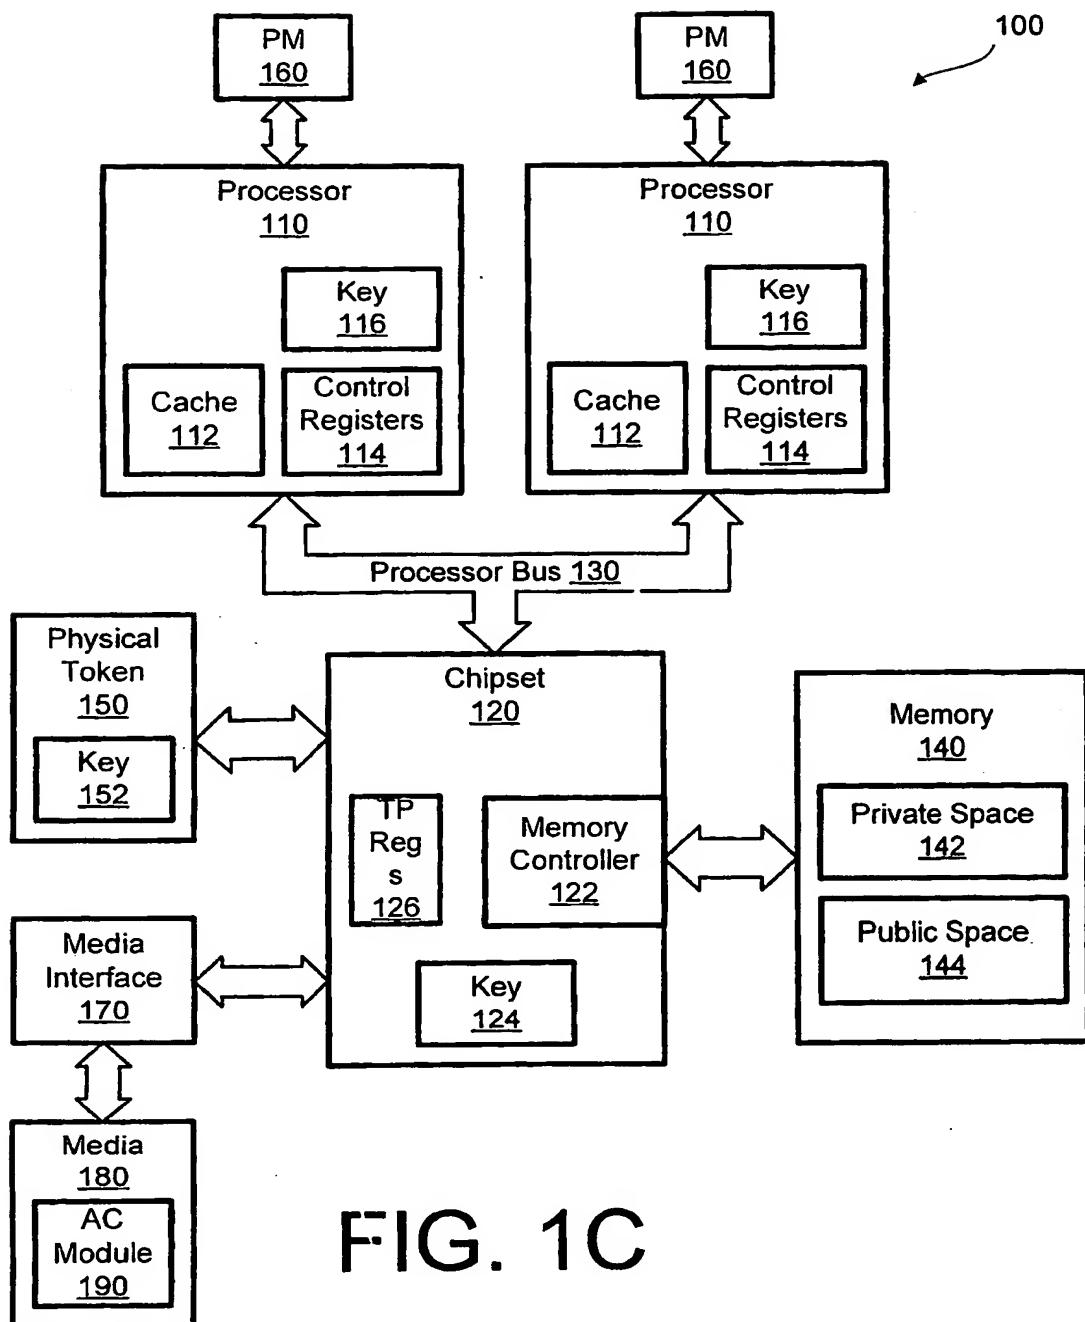 PM
160
PM
160
100
Processor
110
Processor
110
Key
116
Key
116
Cache
112
Control
Registers
114
Cache
112
Control
Registers
114
Processor Bus 130
Physical
Token
150
Key
152
Chipset
120
TP
Reg
s
126
Memory
Controller
122
Key
124
Memory
140
Private Space
142
Public Space
144
Media
Interface
170
Media
180
AC
Module
190
FIG. 1C